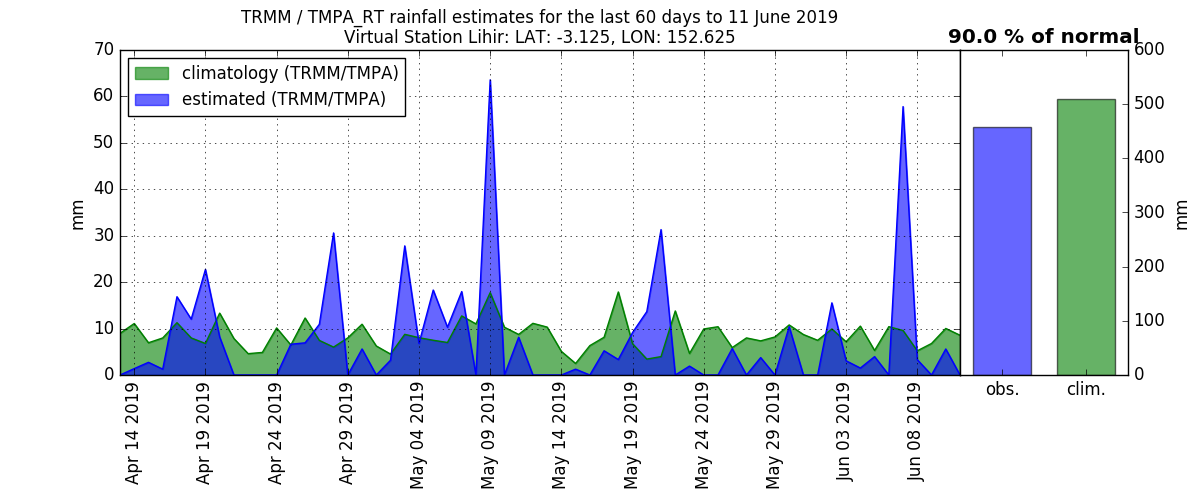 TRMM / TMPA_RT rainfall estimates for the last 60 days to 11 June 2019
Virtual Station Lihir: LAT: -3.125, LON: 152.625
90.0 % of normal
climatology (TRMM/TMPA)
estimated (TRMM/TMPA)
mm
70
60
50
40
30
20
10
0
Apr 14 2019
Apr 19 2019
Apr 24 2019
Apr 29 2019
May 04 2019
May 09 2019
May 14 2019
May 19 2019
May 24 2019
May 29 2019
Jun 03 2019
Jun 08 2019
600
500
400
300
200
100
0
mm
obs.
clim.